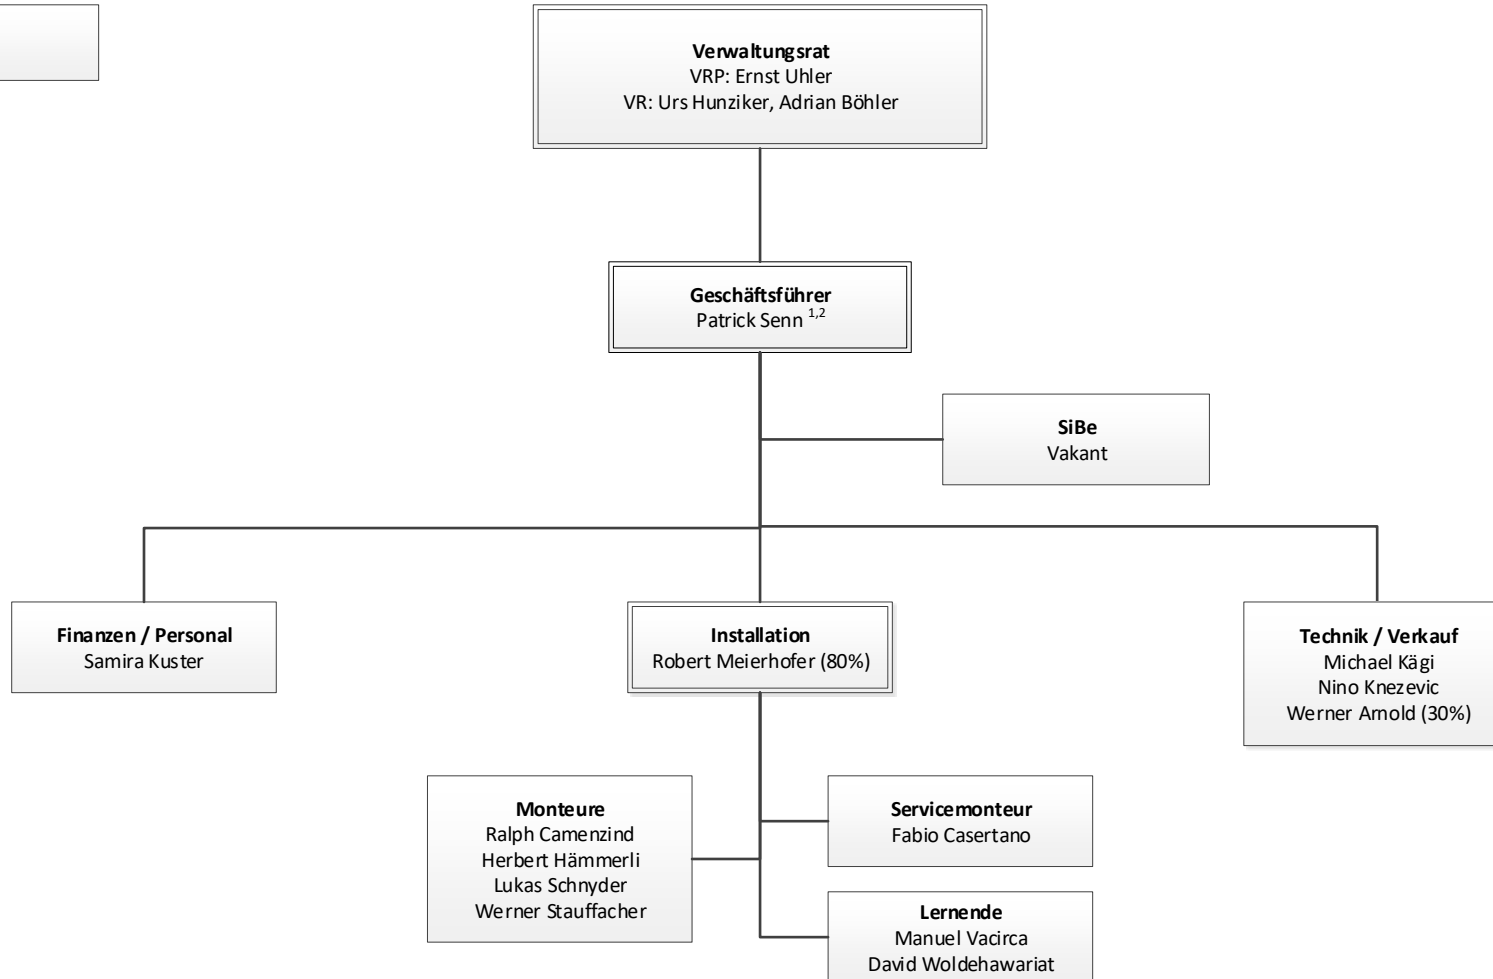 Verwaltungsrat
VRP: Ernst Uhler
VR: Urs Hunziker, Adrian Böhler
Geschäftsführer
Patrick Senn 1,2
SiBe
Vakant
Finanzen / Personal
Samira Kuster
Installation
Robert Meierhofer (80%)
Technik / Verkauf
Michael Kägi
Nino Knezevic
Werner Arnold (30%)
Monteure
Ralph Camenzind
Herbert Hämmerli
Lukas Schnyder
Werner Stauffacher
Servicemonteur
Fabio Casertano
Lernende
Manuel Vacirca
David Woldehawariat